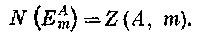 N (E_m^A) = Z (A, m).